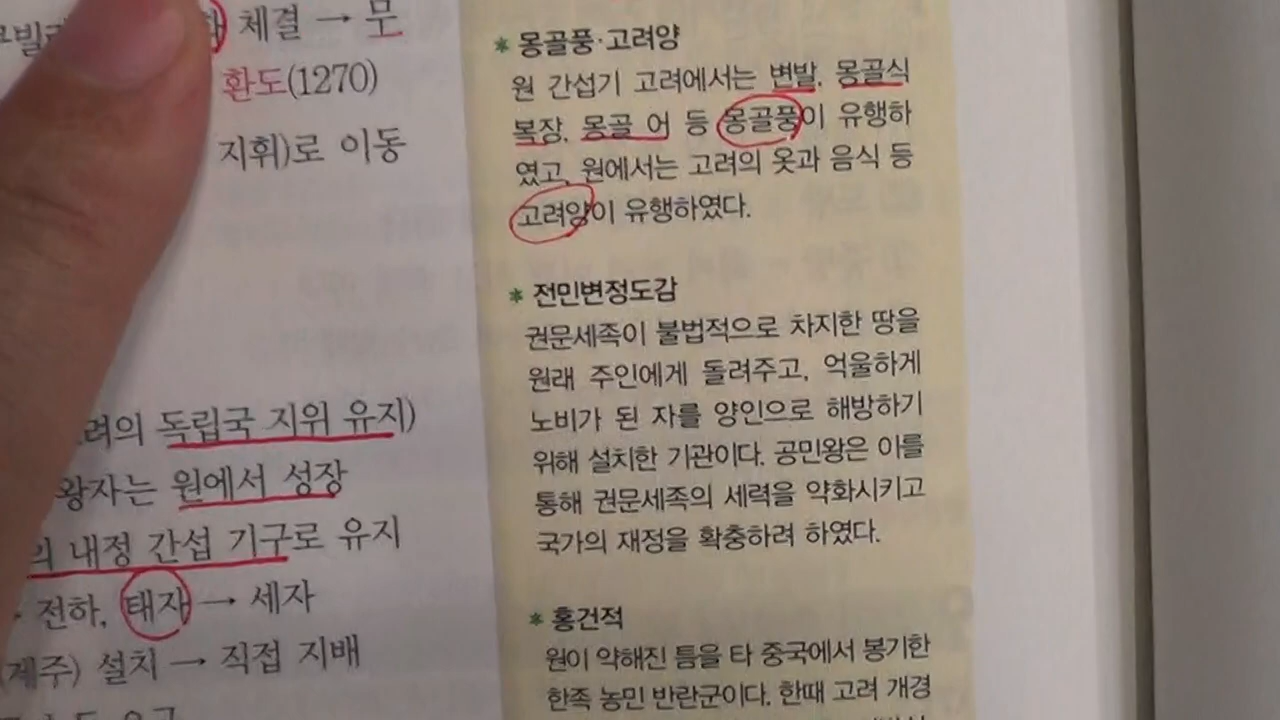 체결 → 무
환도(1270)
지휘)로 이동
려의 독립국 지위 유지)
왕자는 원에서 성장
의 내정 간섭 기구로 유지
전하, 태자 → 세자
(제주) 설치 → 직접 지배
* 몽골풍·고려양
원 간섭기 고려에서는 변발, 몽골식
복장, 몽골 어 등 몽골풍이 유행하
였고, 원에서는 고려의 옷과 음식 등
고려양이 유행하였다.
* 전민변정도감
권문세족이 불법적으로 차지한 땅을
원래 주인에게 돌려주고, 억울하게
노비가 된 자를 양인으로 해방하기
위해 설치한 기관이다. 공민왕은 이를
통해 권문세족의 세력을 약화시키고
국가의 재정을 확충하려 하였다.
* 홍건적
원이 약해진 틈을 타 중국에서 봉기한
한족 농민 반란군이다. 한때 고려 개경